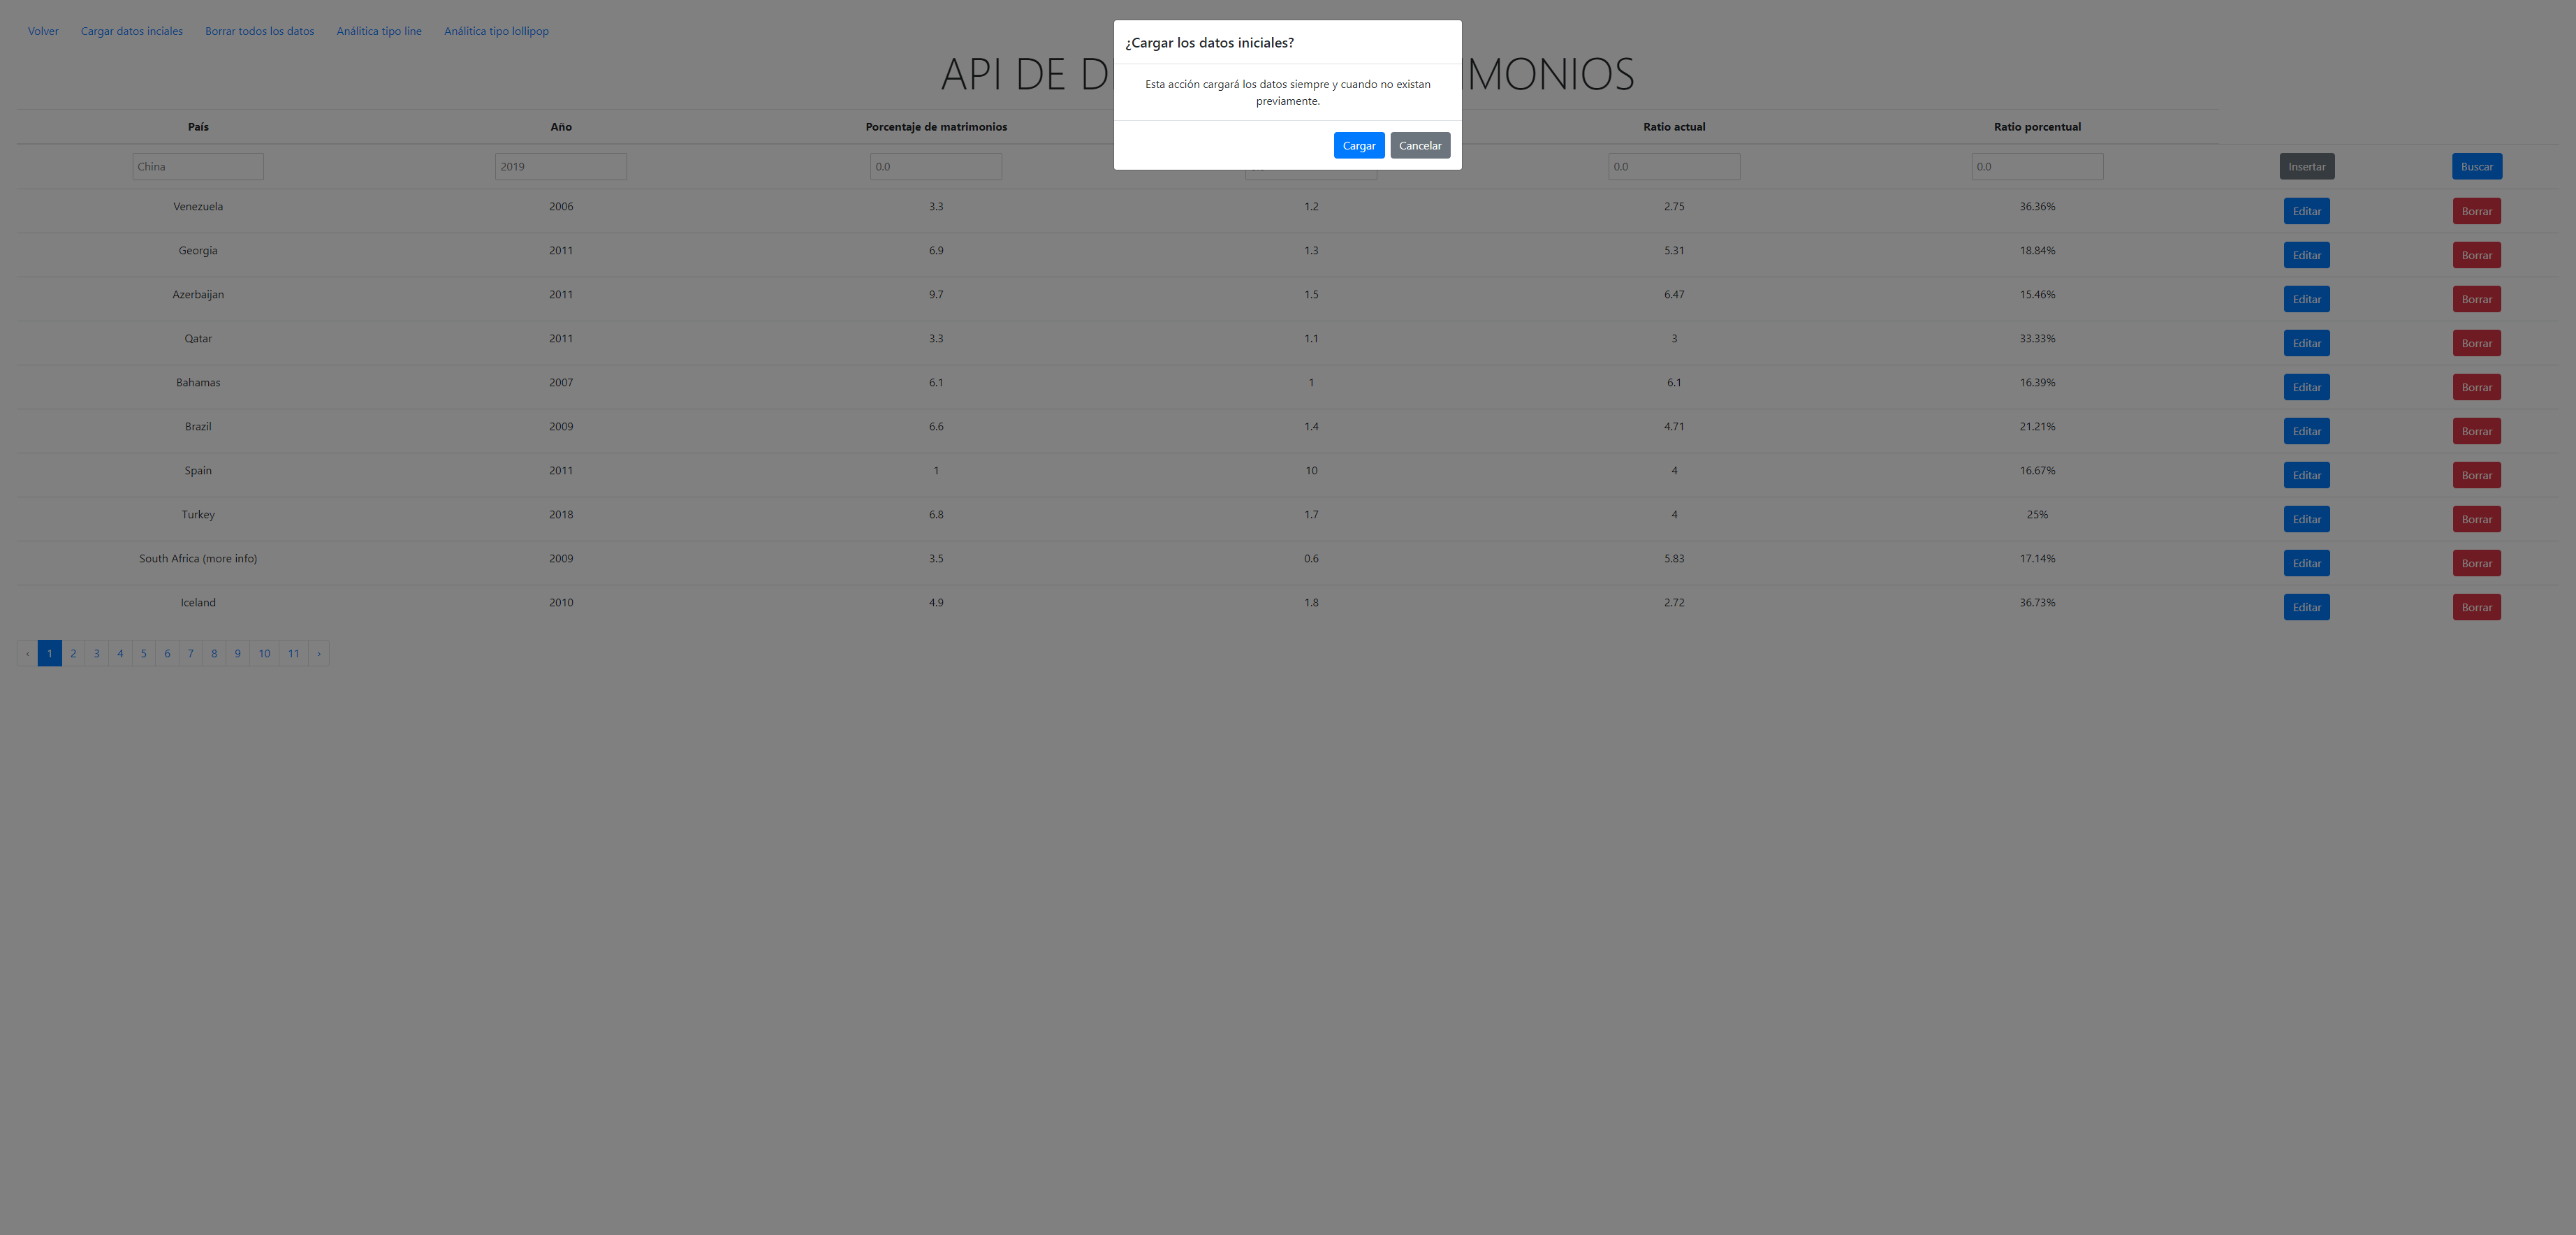 Volver Cargar datos inciales Borrar todos los datos Análitica tipo line Análitica tipo lollipop
¿Cargar los datos iniciales?
Esta acción cargará los datos siempre y cuando no existan
previamente.
Cargar Cancelar
API DE D MONIOS
País Año Porcentaje de matrimonios Ratio actual Ratio porcentual
China 2019 0.0 0.0 0.0 Insertar Buscar
Venezuela 2006 3.3 1.2 2.75 36.36% Editar Borrar
Georgia 2011 6.9 1.3 5.31 18.84% Editar Borrar
Azerbaijan 2011 9.7 1.5 6.47 15.46% Editar Borrar
Qatar 2011 3.3 1.1 3 33.33% Editar Borrar
Bahamas 2007 6.1 1 6.1 16.39% Editar Borrar
Brazil 2009 6.6 1.4 4.71 21.21% Editar Borrar
Spain 2011 1 10 4 16.67% Editar Borrar
Turkey 2018 6.8 1.7 4 25% Editar Borrar
South Africa (more info) 2009 3.5 0.6 5.83 17.14% Editar Borrar
Iceland 2010 4.9 1.8 2.72 36.73% Editar Borrar
‹ 1 2 3 4 5 6 7 8 9 10 11 ›